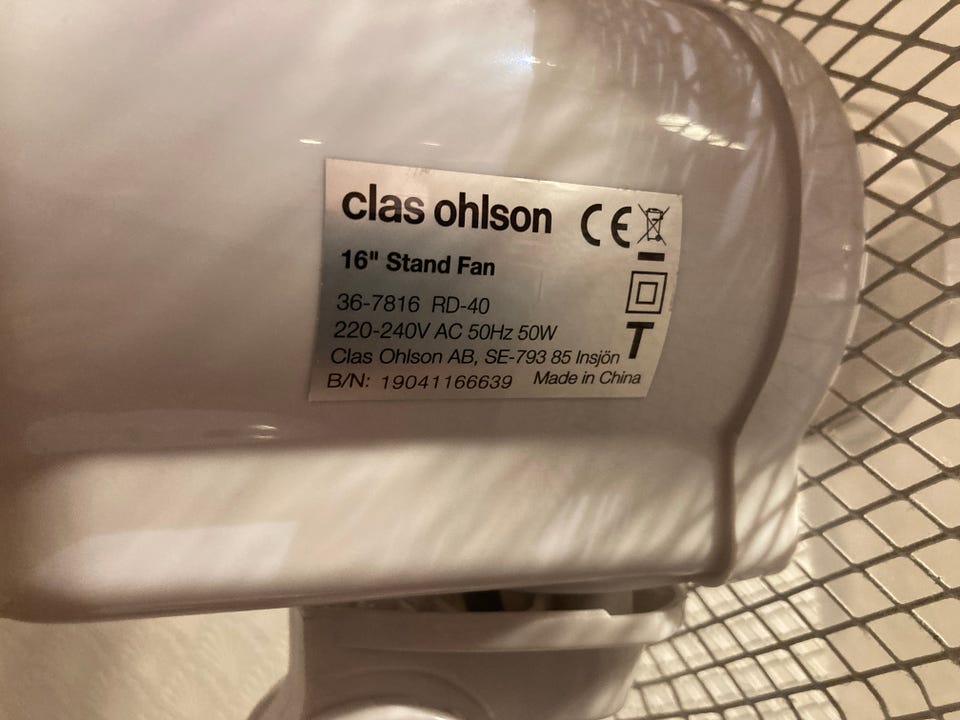 clas ohlson CE
16" Stand Fan
36-7816 RD-40
220-240V AC 50Hz 50W T
Clas Ohlson AB, SE-793 85 Insjön
B/N: 19041166639 Made in China